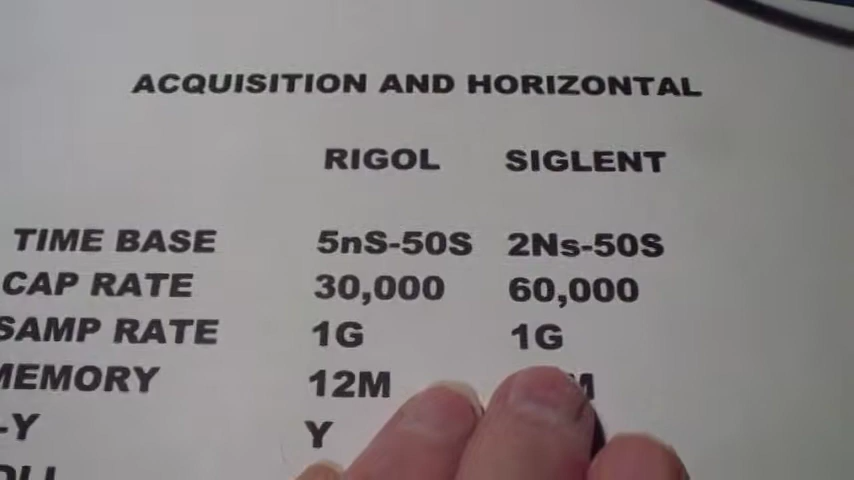 ACQUISITION AND HORIZONTAL
RIGOL SIGLENT
TIME BASE 5nS-50S 2Ns-50S
CAP RATE 30,000 60,000
SAMP RATE 1G 1G
MEMORY 12M
-Y Y